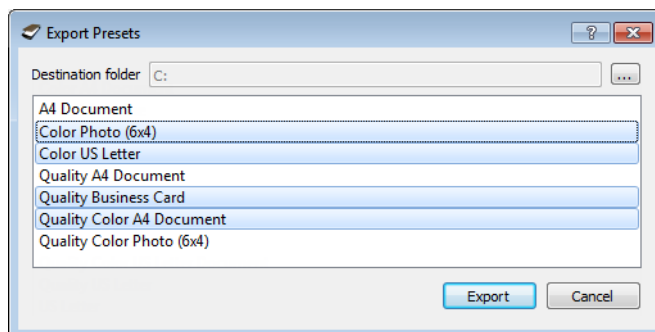 Export Presets
?
Destination folder C: ...
A4 Document
Color Photo (6x4)
Color US Letter
Quality A4 Document
Quality Business Card
Quality Color A4 Document
Quality Color Photo (6x4)
Export Cancel